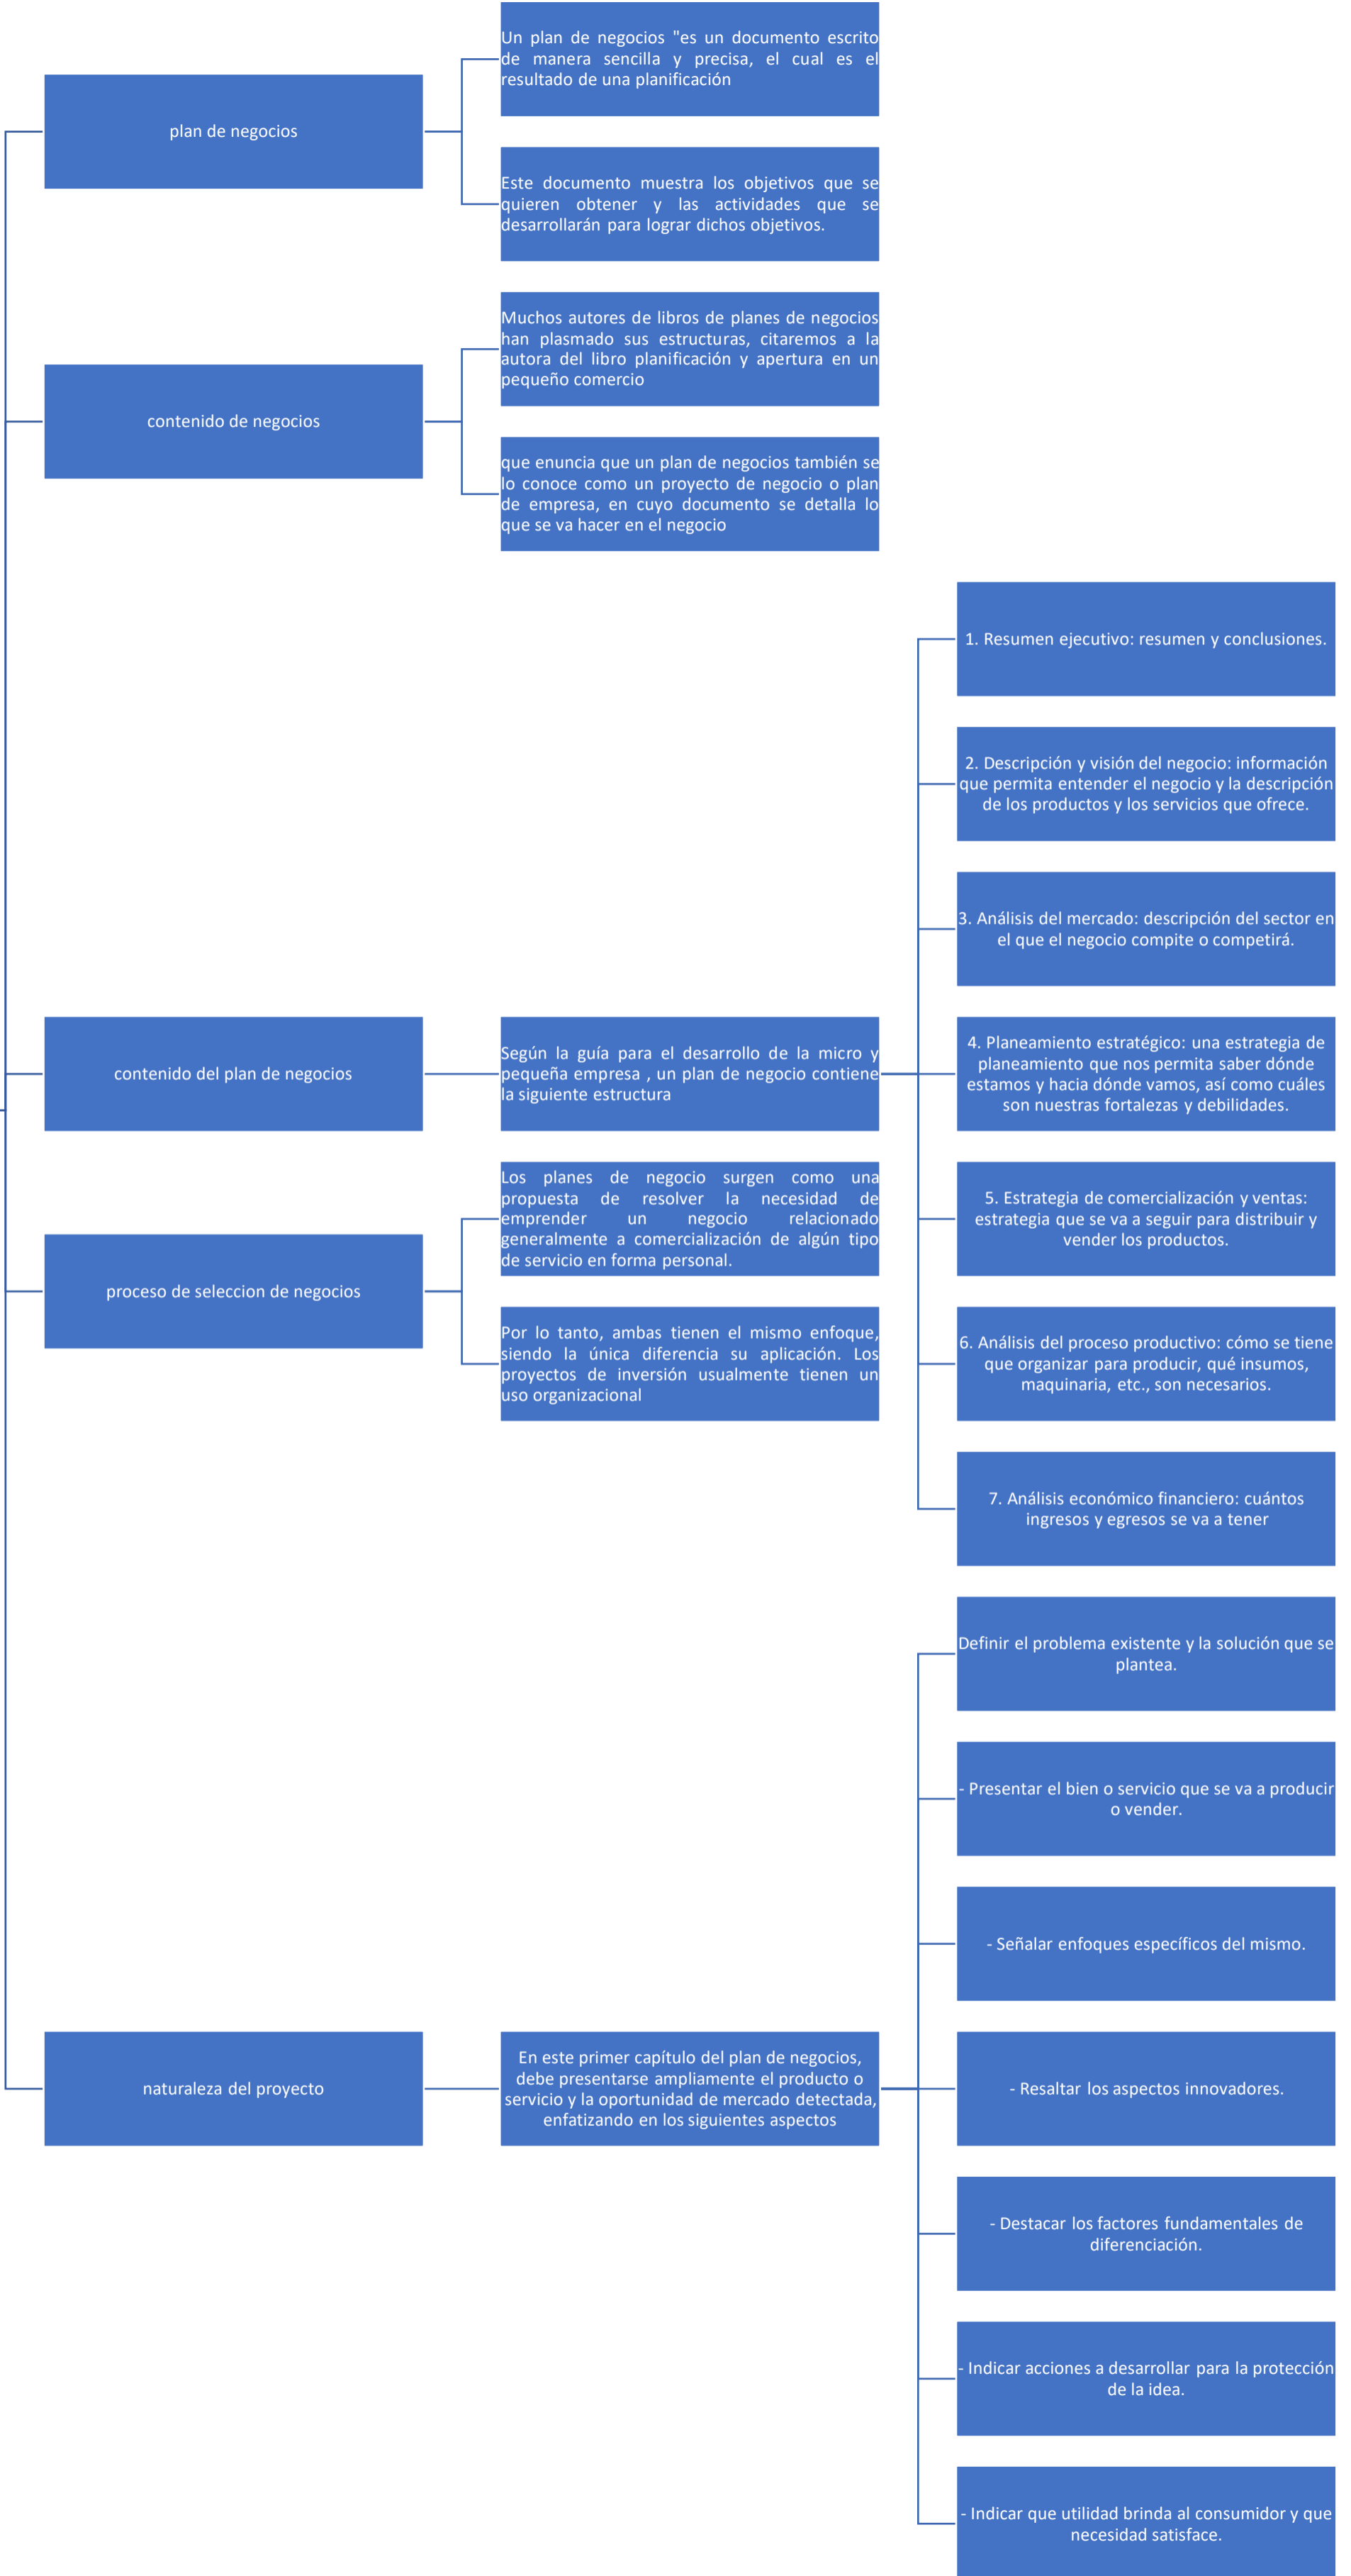 plan de negocios
Un plan de negocios "es un documento escrito
de manera sencilla y precisa, el cual es el
resultado de una planificación
Este documento muestra los objetivos que se
quieren obtener y las actividades que se
desarrollarán para lograr dichos objetivos.
contenido de negocios
Muchos autores de libros de planes de negocios
han plasmado sus estructuras, citaremos a la
autora del libro planificación y apertura en un
pequeño comercio
que enuncia que un plan de negocios también se
lo conoce como un proyecto de negocio o plan
de empresa, en cuyo documento se detalla lo
que se va hacer en el negocio
contenido del plan de negocios
Según la guía para el desarrollo de la micro y
pequeña empresa , un plan de negocio contiene
la siguiente estructura
1. Resumen ejecutivo: resumen y conclusiones.
2. Descripción y visión del negocio: información
que permita entender el negocio y la descripción
de los productos y los servicios que ofrece.
3. Análisis del mercado: descripción del sector en
el que el negocio compite o competirá.
4. Planeamiento estratégico: una estrategia de
planeamiento que nos permita saber dónde
estamos y hacia dónde vamos, así como cuáles
son nuestras fortalezas y debilidades.
5. Estrategia de comercialización y ventas:
estrategia que se va a seguir para distribuir y
vender los productos.
6. Análisis del proceso productivo: cómo se tiene
que organizar para producir, qué insumos,
maquinaria, etc., son necesarios.
7. Análisis económico financiero: cuántos
ingresos y egresos se va a tener
proceso de seleccion de negocios
Los planes de negocio surgen como una
propuesta de resolver la necesidad de
emprender un negocio relacionado
generalmente a comercialización de algún tipo
de servicio en forma personal.
Por lo tanto, ambas tienen el mismo enfoque,
siendo la única diferencia su aplicación. Los
proyectos de inversión usualmente tienen un
uso organizacional
naturaleza del proyecto
En este primer capítulo del plan de negocios,
debe presentarse ampliamente el producto o
servicio y la oportunidad de mercado detectada,
enfatizando en los siguientes aspectos
Definir el problema existente y la solución que se
plantea.
- Presentar el bien o servicio que se va a producir
o vender.
- Señalar enfoques específicos del mismo.
- Resaltar los aspectos innovadores.
- Destacar los factores fundamentales de
diferenciación.
- Indicar acciones a desarrollar para la protección
de la idea.
- Indicar que utilidad brinda al consumidor y que
necesidad satisface.